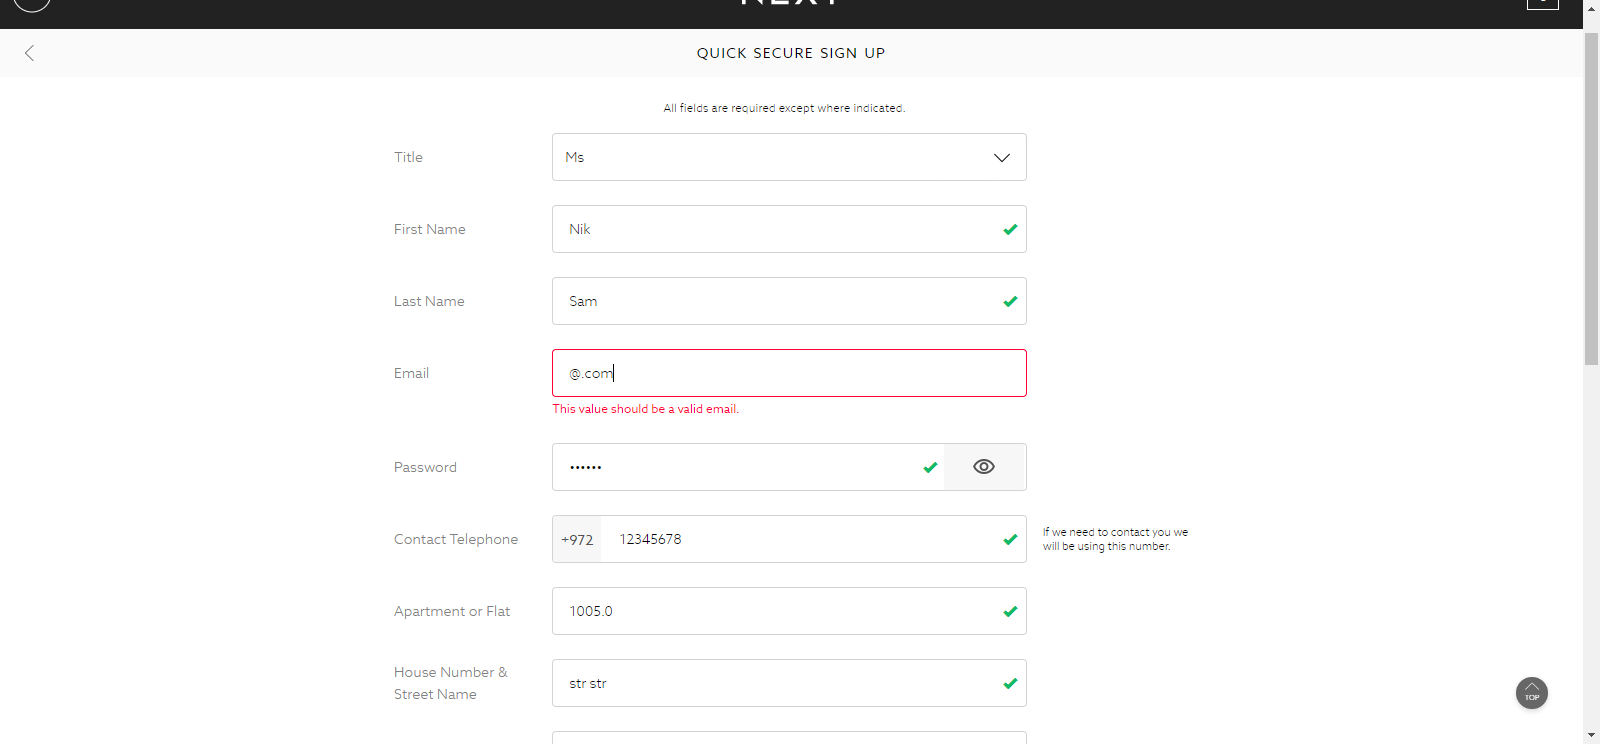 NEXT
QUICK SECURE SIGN UP
All fields are required except where indicated.
Title
Ms
First Name
Nik
Last Name
Sam
Email
@.com
This value should be a valid email.
Password
••••••
Contact Telephone
+972
12345678
If we need to contact you we
will be using this number.
Apartment or Flat
1005.0
House Number &
Street Name
str str
TOP